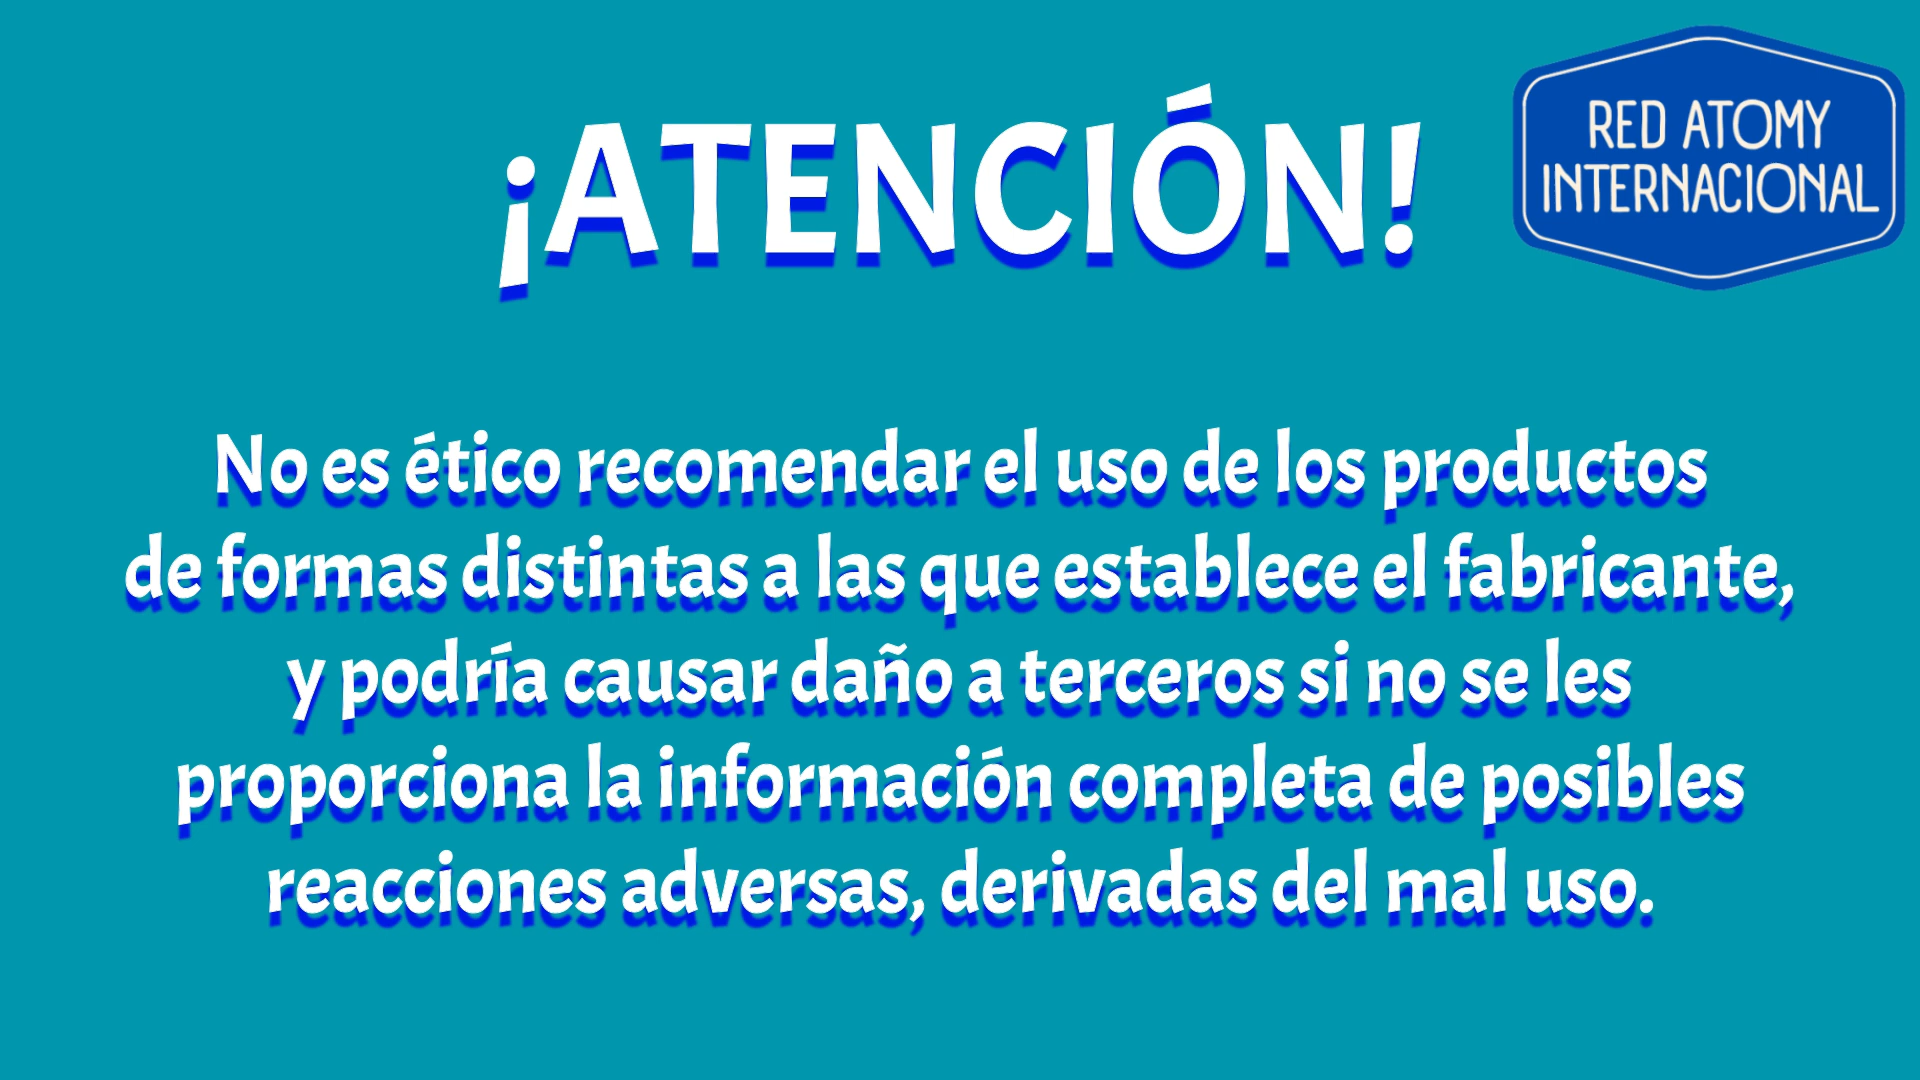 ¡ATENCIÓN!
RED ATOMY
INTERNACIONAL
No es ético recomendar el uso de los productos
de formas distintas a las que establece el fabricante,
y podría causar daño a terceros si no se les
proporciona la información completa de posibles
reacciones adversas, derivadas del mal uso.